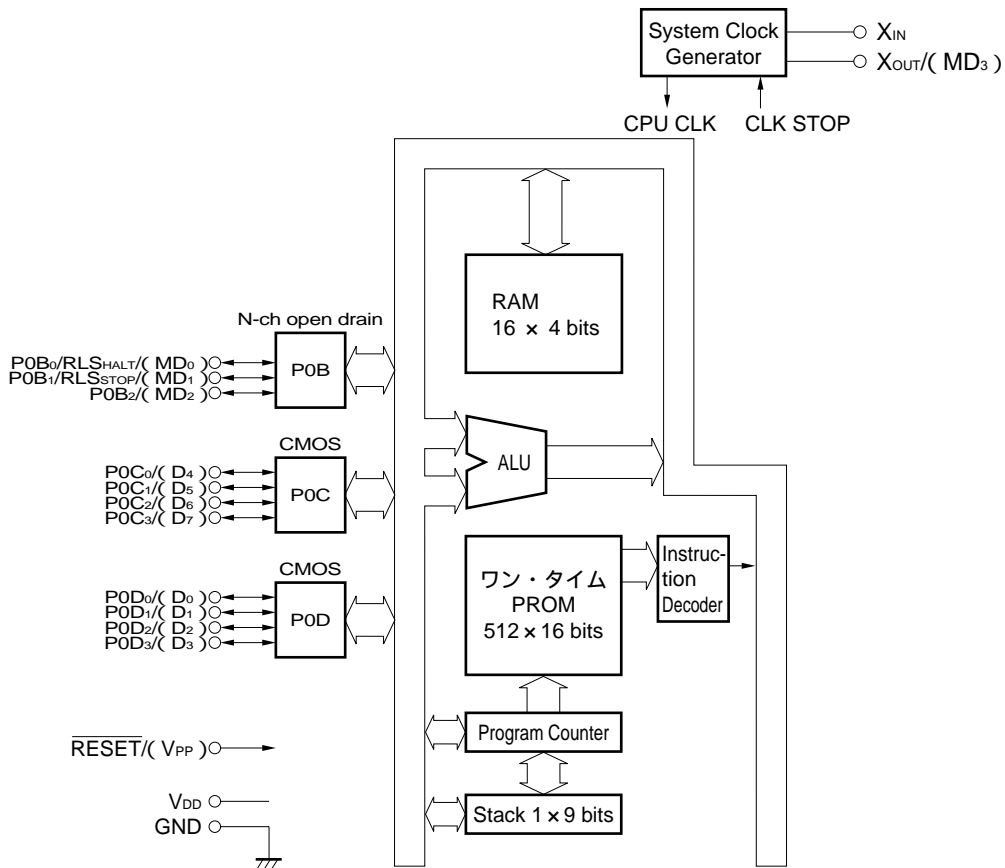 System Clock
Generator
XIN
XOUT/( MD3 )
CPU CLK
CLK STOP
RAM
16 × 4 bits
N-ch open drain
P0B
P0B0/RLSHALT/( MD0 )
P0B1/RLSSTOP/( MD1 )
P0B2/( MD2 )
ALU
CMOS
P0C
P0C0/( D4 )
P0C1/( D5 )
P0C2/( D6 )
P0C3/( D7 )
ワン・タイム
PROM
512 × 16 bits
Instruc-
tion
Decoder
CMOS
P0D
P0D0/( D0 )
P0D1/( D1 )
P0D2/( D2 )
P0D3/( D3 )
Program Counter
RESET/( VPP )
Stack 1 × 9 bits
VDD
GND